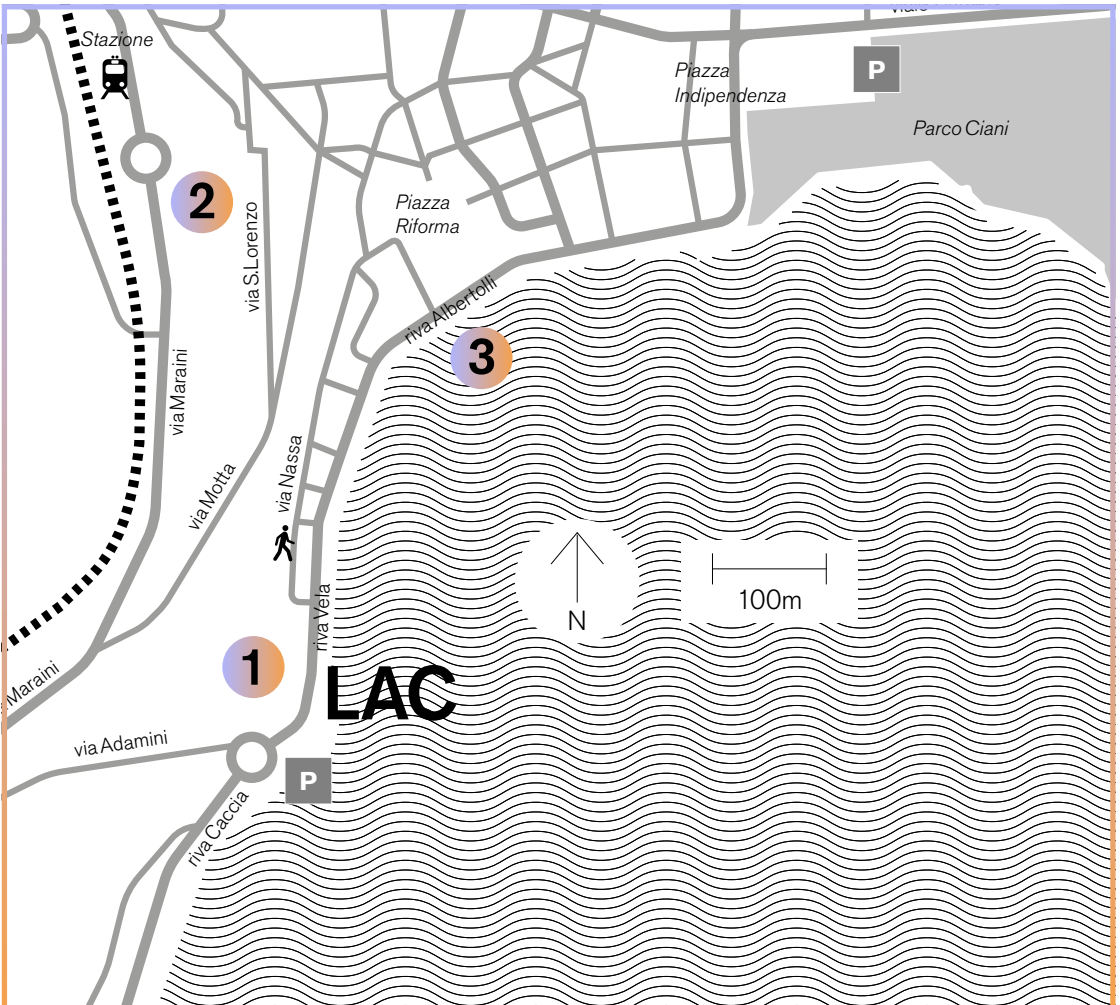 Stazione
Piazza
Indipendenza
P
Parco Ciani
2
Piazza
Riforma
via S.Lorenzo
riva Albertolli
3
via Maraini
via Nassa
via Motta
N
100m
riva Vela
1
LAC
Maraini
via Adamini
P
riva Caccia